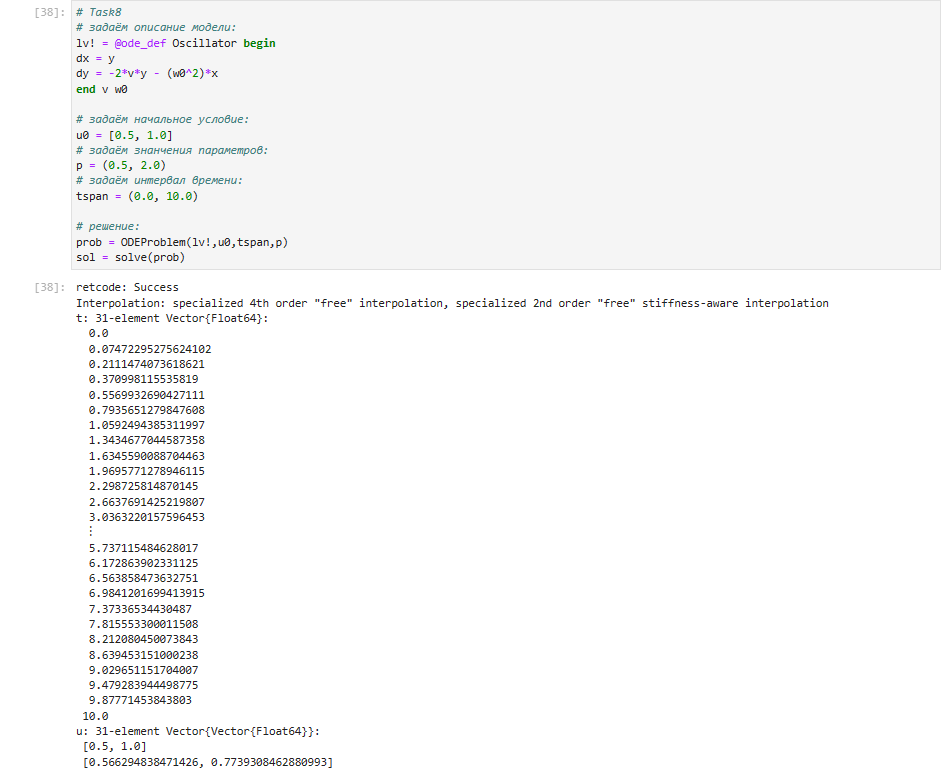 [38]: # Task8
# задаём описание модели:
lv! = @ode_def Oscillator begin
dx = y
dy = -2*v*y - (w0^2)*x
end v w0
# задаём начальное условие:
u0 = [0.5, 1.0]
# задаём знанчения параметров:
p = (0.5, 2.0)
# задаём интервал времени:
tspan = (0.0, 10.0)
# решение:
prob = ODEProblem(lv!,u0,tspan,p)
sol = solve(prob)
[38]: retcode: Success
Interpolation: specialized 4th order "free" interpolation, specialized 2nd order "free" stiffness-aware interpolation
t: 31-element Vector{Float64}:
0.0
0.07472295275624102
0.2111474073618621
0.370998115535819
0.5569932690427111
0.7935651279847608
1.0592494385311997
1.3434677044587358
1.6345590088704463
1.9695771278946115
2.298725814870145
2.6637691425219807
3.0363220157596453
⋮
5.737115484628017
6.172863902331125
6.563858473632751
6.9841201699413915
7.37336534430487
7.815553300011508
8.212080450073843
8.639453151000238
9.029651151704007
9.479283944498775
9.87771453843803
10.0
u: 31-element Vector{Vector{Float64}}:
[0.5, 1.0]
[0.566294838471426, 0.7739308462880993]